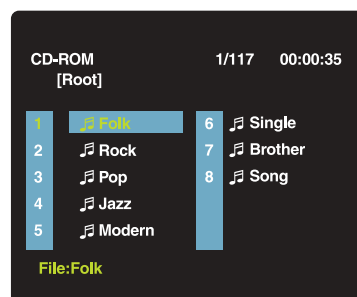 CD-ROM 1/117 00:00:35
[Root]
1 Folk 6 Single
2 Rock 7 Brother
3 Pop 8 Song
4 Jazz
5 Modern
File:Folk